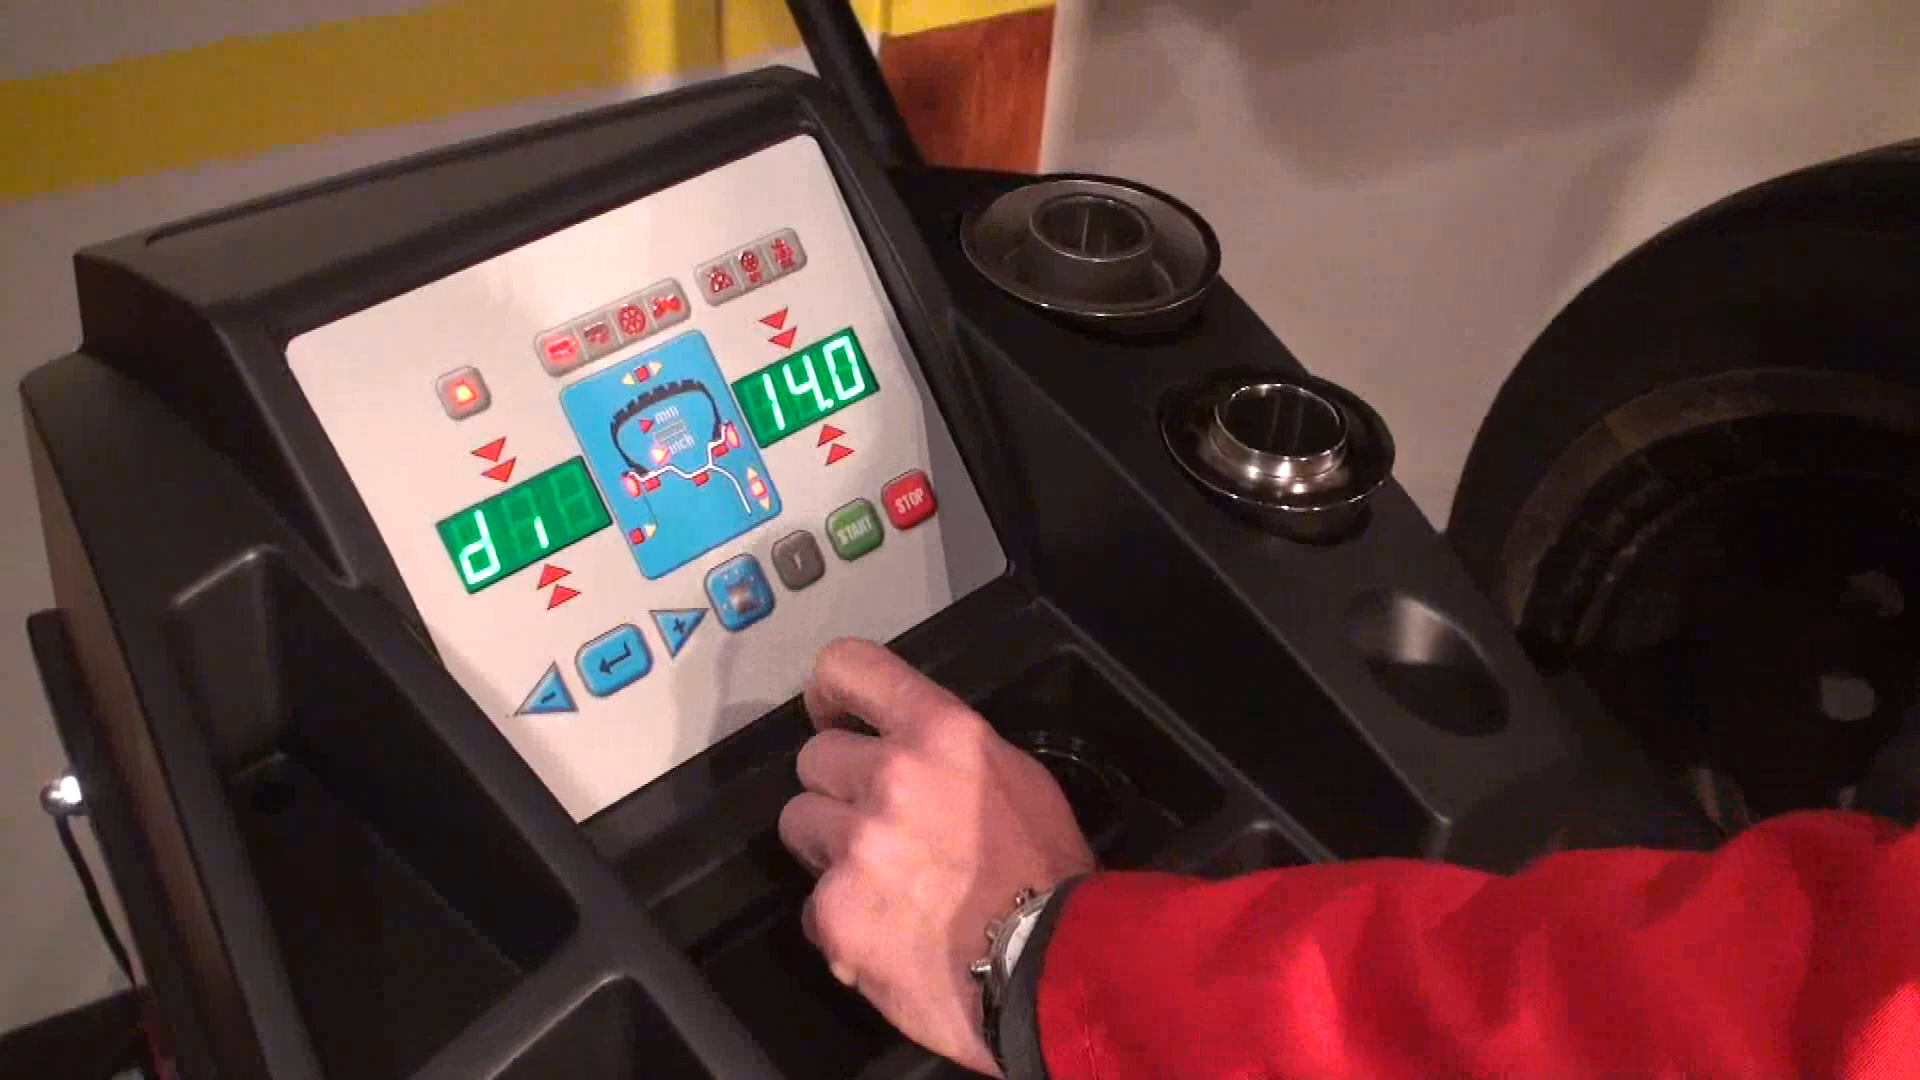 14.0
mm
inch
di
STOP
START
+
-